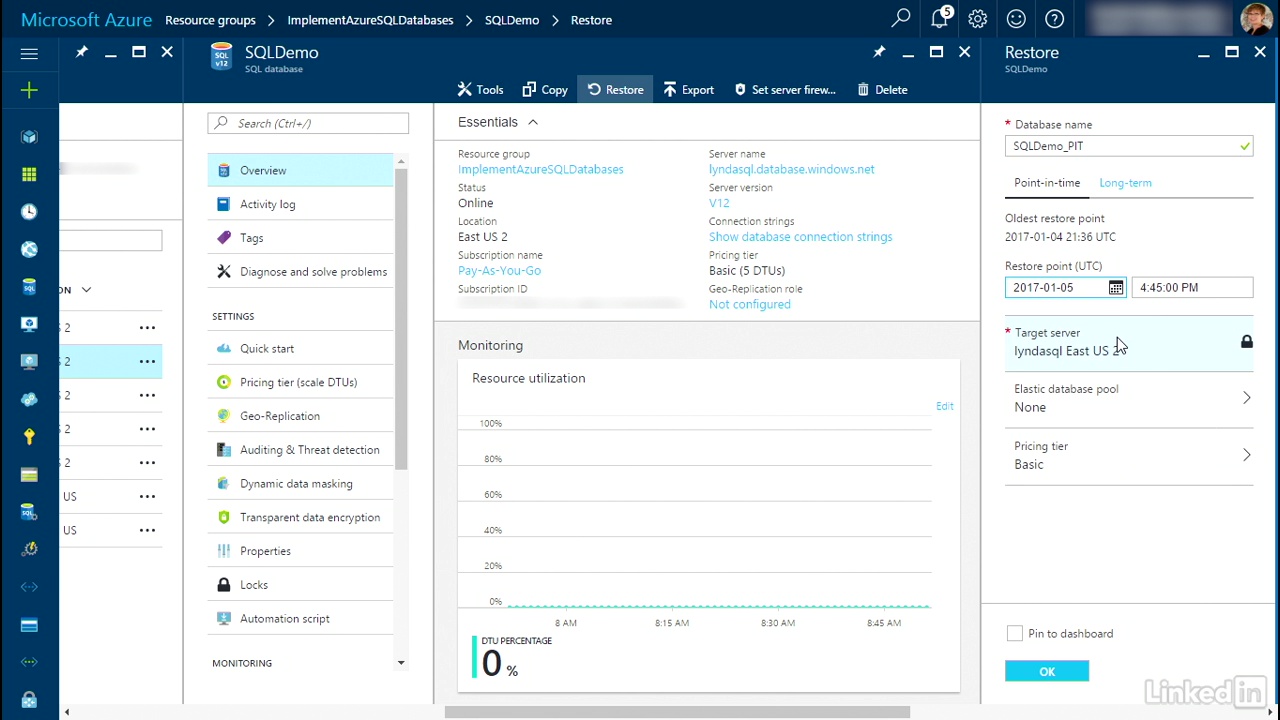 Microsoft Azure Resource groups > ImplementAzureSQLDatabases > SQLDemo > Restore
5
SQL
v12
SQLDemo
SQL database
Tools
Copy
Restore
Export
Set server firew...
Delete
Search (Ctrl+/)
Overview
Activity log
Tags
Diagnose and solve problems
SETTINGS
Quick start
Pricing tier (scale DTUs)
Geo-Replication
Auditing & Threat detection
Dynamic data masking
Transparent data encryption
Properties
Locks
Automation script
MONITORING
ON
S 2
S 2
S 2
S 2
S 2
US
US
Essentials
Resource group
ImplementAzureSQLDatabases
Status
Online
Location
East US 2
Subscription name
Pay-As-You-Go
Subscription ID
Server name
lyndasql.database.windows.net
Server version
V12
Connection strings
Show database connection strings
Pricing tier
Basic (5 DTUs)
Geo-Replication role
Not configured
Monitoring
Resource utilization
Edit
100%
80%
60%
40%
20%
0%
8 AM 8:15 AM 8:30 AM 8:45 AM
DTU PERCENTAGE
0 %
Restore
SQLDemo
* Database name
SQLDemo_PIT
Point-in-time Long-term
Oldest restore point
2017-01-04 21:36 UTC
Restore point (UTC)
2017-01-05 4:45:00 PM
* Target server
lyndasql East US 2
Elastic database pool
None
Pricing tier
Basic
Pin to dashboard
OK
LinkedIn